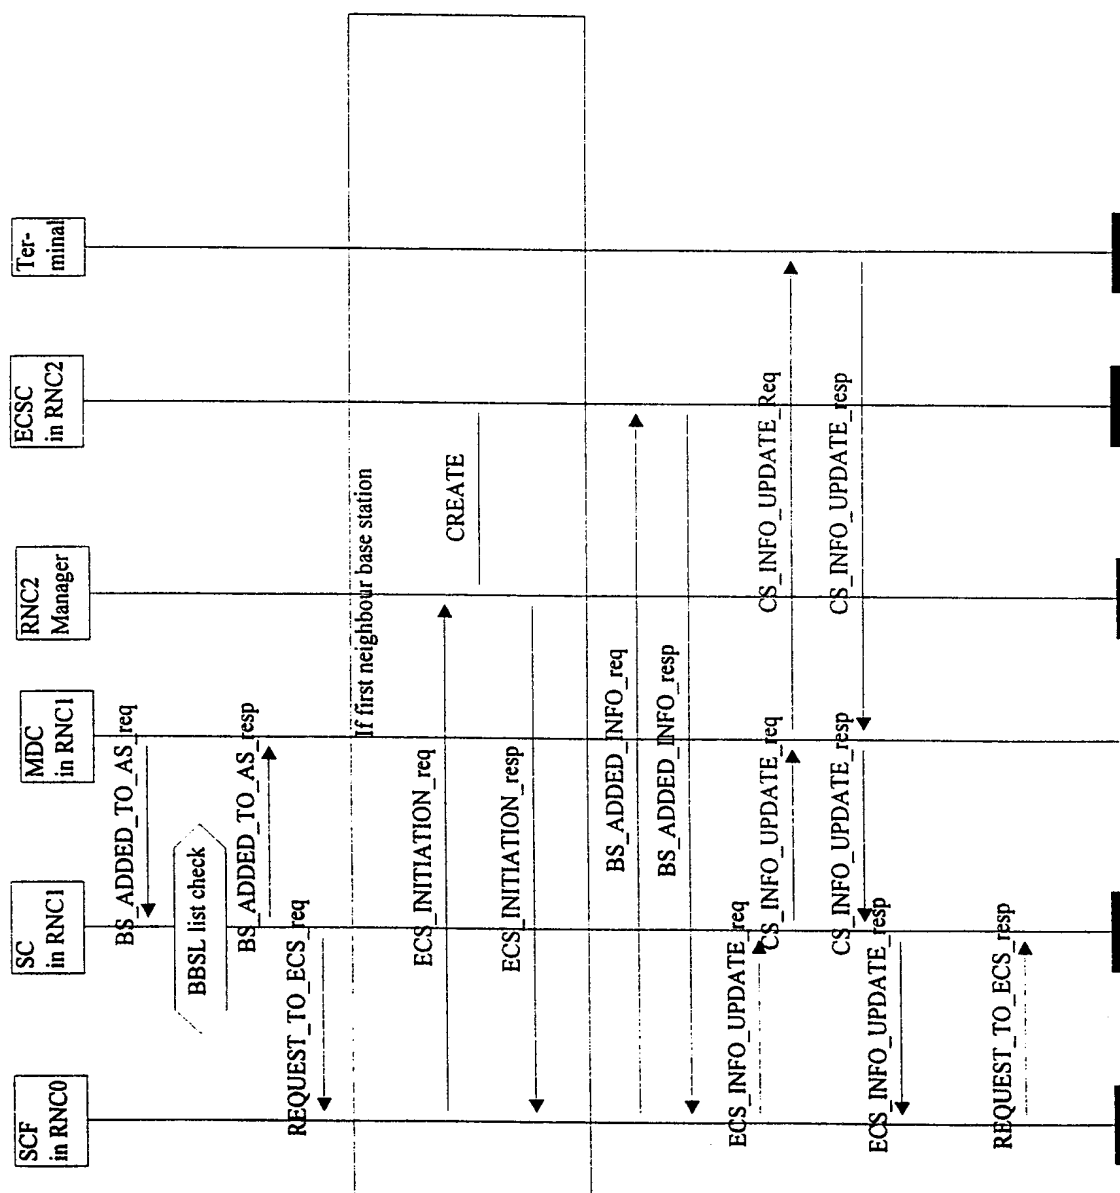 SCF
in RNC0
SC
in RNC1
MDC
in RNC1
RNC2
Manager
ECSC
in RNC2
Ter-
minal
BS_ADDED_TO_AS_req
BBSL list check
BS_ADDED_TO_AS_resp
REQUEST_TO_ECS_req
If first neighbour base station
ECS_INITIATION_req
CREATE
ECS_INITIATION_resp
BS_ADDED_INFO_req
BS_ADDED_INFO_resp
ECS_INFO_UPDATE_req
CS_INFO_UPDATE_req
CS_INFO_UPDATE_Req
CS_INFO_UPDATE_resp
CS_INFO_UPDATE_resp
ECS_INFO_UPDATE_resp
REQUEST_TO_ECS_resp